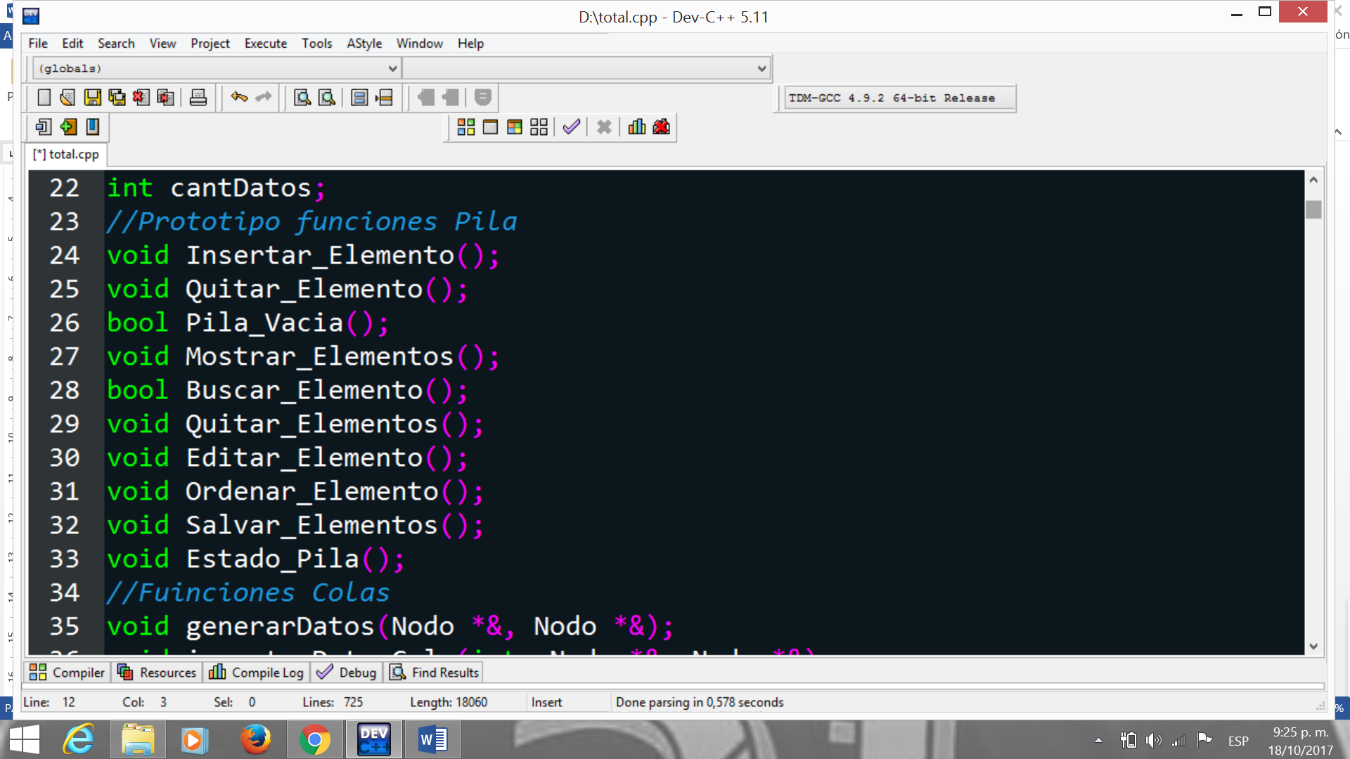 D:\total.cpp - Dev-C++ 5.11
File Edit Search View Project Execute Tools AStyle Window Help
(globals)
TDM-GCC 4.9.2 64-bit Release
[*] total.cpp
22 int cantDatos;
23 //Prototipo funciones Pila
24 void Insertar_Elemento();
25 void Quitar_Elemento();
26 bool Pila_Vacia();
27 void Mostrar_Elementos();
28 bool Buscar_Elemento();
29 void Quitar_Elementos();
30 void Editar_Elemento();
31 void Ordenar_Elemento();
32 void Salvar_Elementos();
33 void Estado_Pila();
34 //Fuinciones Colas
35 void generarDatos(Nodo *&, Nodo *&);
Compiler Resources Compile Log Debug Find Results
Line: 12 Col: 3 Sel: 0 Lines: 725 Length: 18060 Insert Done parsing in 0,578 seconds
DEV C++
ESP
9:25 p. m.
18/10/2017